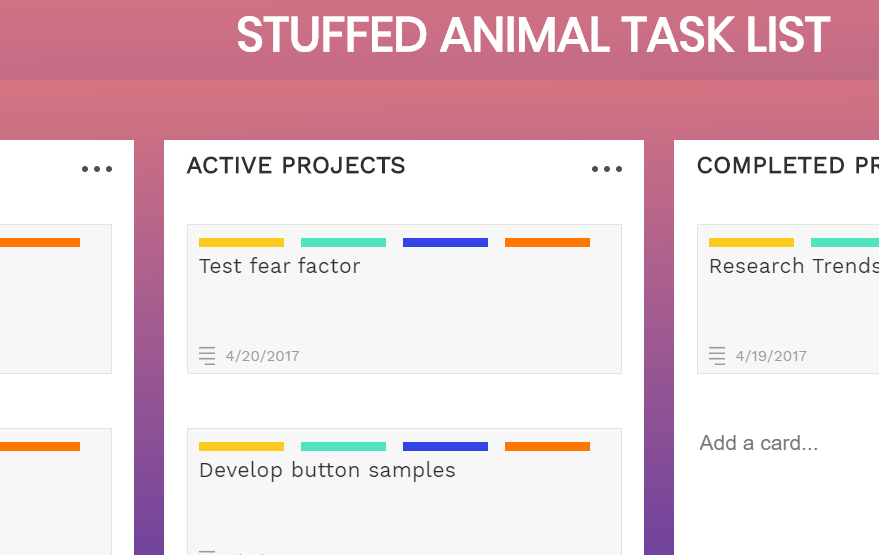 STUFFED ANIMAL TASK LIST
ACTIVE PROJECTS
Test fear factor
4/20/2017
Develop button samples
COMPLETED
Research Trends
4/19/2017
Add a card...